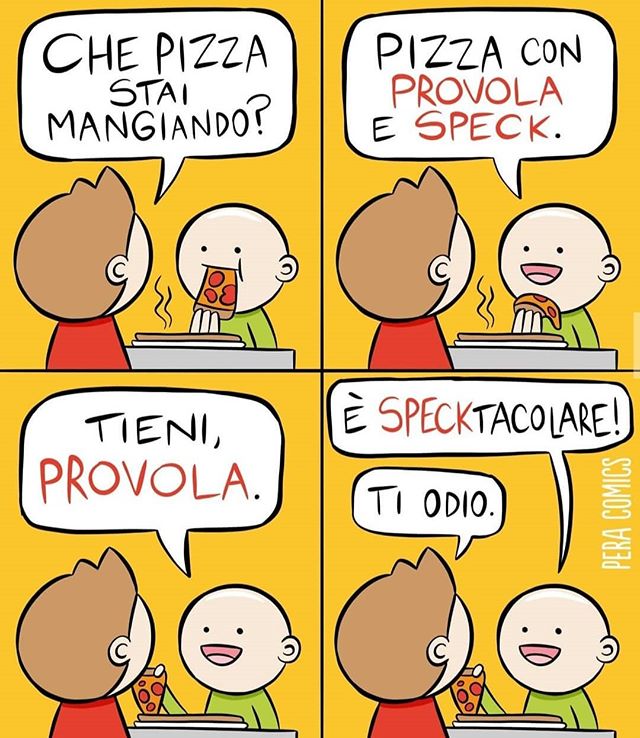 CHE PIZZA
STAI
MANGIANDO?
PIZZA CON
PROVOLA
E SPECK.
TIENI,
PROVOLA.
È SPECKTACOLARE!
TI ODIO.
PERA COMICS